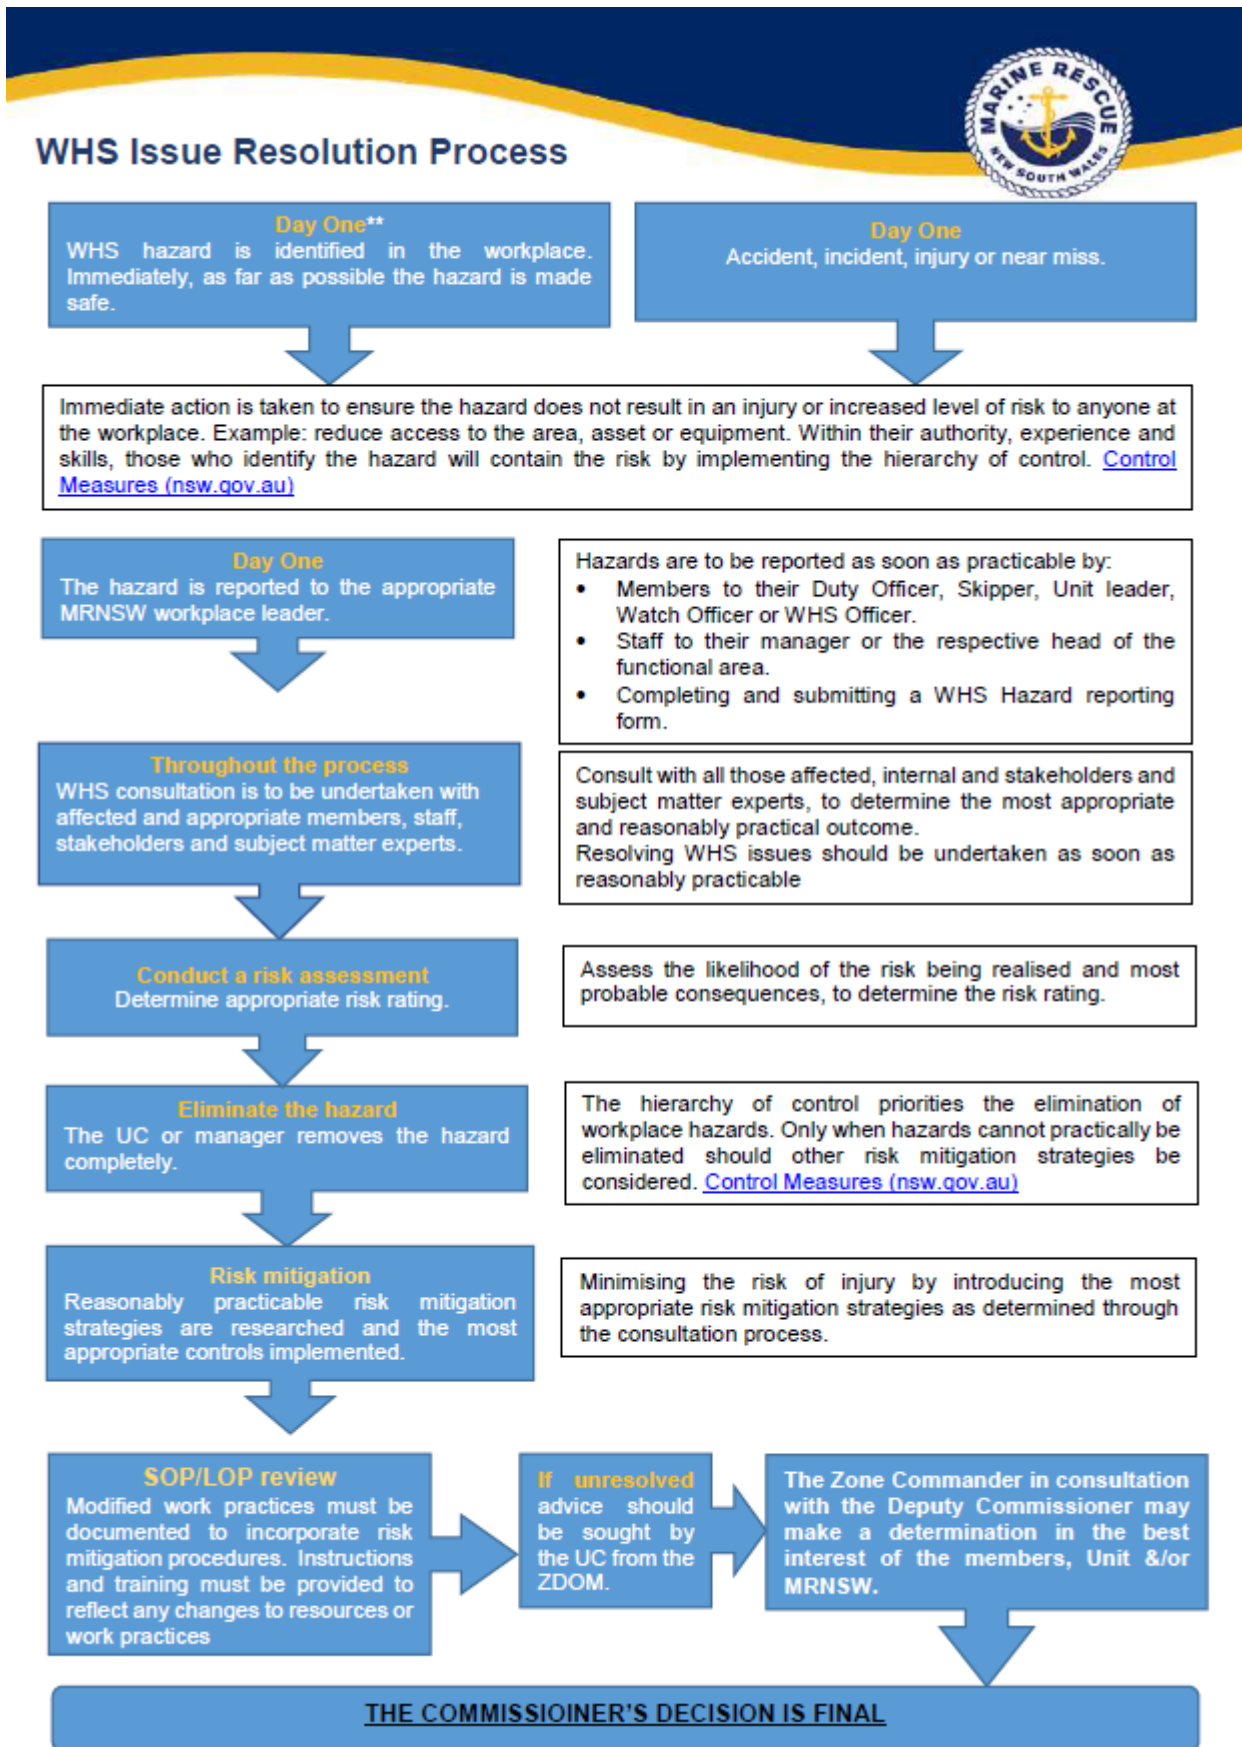 MARINE RESCUE
NEW SOUTH WALES
WHS Issue Resolution Process
Day One**
WHS hazard is identified in the workplace.
Immediately, as far as possible the hazard is made
safe.
Day One
Accident, incident, injury or near miss.
Immediate action is taken to ensure the hazard does not result in an injury or increased level of risk to anyone at
the workplace. Example: reduce access to the area, asset or equipment. Within their authority, experience and
skills, those who identify the hazard will contain the risk by implementing the hierarchy of control. Control
Measures (nsw.gov.au)
Day One
The hazard is reported to the appropriate
MRNSW workplace leader.
Hazards are to be reported as soon as practicable by:
• Members to their Duty Officer, Skipper, Unit leader,
Watch Officer or WHS Officer.
• Staff to their manager or the respective head of the
functional area.
• Completing and submitting a WHS Hazard reporting
form.
Throughout the process
WHS consultation is to be undertaken with
affected and appropriate members, staff,
stakeholders and subject matter experts.
Consult with all those affected, internal and stakeholders and
subject matter experts, to determine the most appropriate
and reasonably practical outcome.
Resolving WHS issues should be undertaken as soon as
reasonably practicable
Conduct a risk assessment
Determine appropriate risk rating.
Assess the likelihood of the risk being realised and most
probable consequences, to determine the risk rating.
Eliminate the hazard
The UC or manager removes the hazard
completely.
The hierarchy of control priorities the elimination of
workplace hazards. Only when hazards cannot practically be
eliminated should other risk mitigation strategies be
considered. Control Measures (nsw.gov.au)
Risk mitigation
Reasonably practicable risk mitigation
strategies are researched and the most
appropriate controls implemented.
Minimising the risk of injury by introducing the most
appropriate risk mitigation strategies as determined through
the consultation process.
SOP/LOP review
Modified work practices must be
documented to incorporate risk
mitigation procedures. Instructions
and training must be provided to
reflect any changes to resources or
work practices
If unresolved
advice should
be sought by
the UC from the
ZDOM.
The Zone Commander in consultation
with the Deputy Commissioner may
make a determination in the best
interest of the members, Unit &/or
MRNSW.
THE COMMISSIOINER'S DECISION IS FINAL